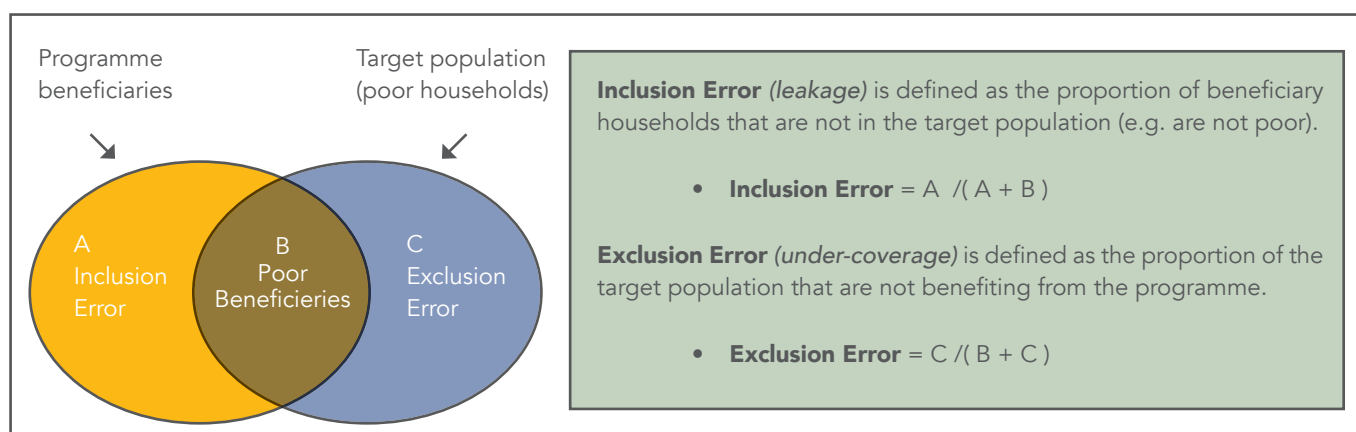 Programme
beneficiaries
Target population
(poor households)
A
Inclusion
Error
B
Poor
Beneficieries
C
Exclusion
Error
Inclusion Error (leakage) is defined as the proportion of beneficiary
households that are not in the target population (e.g. are not poor).
• Inclusion Error = A /( A + B )
Exclusion Error (under-coverage) is defined as the proportion of the
target population that are not benefiting from the programme.
• Exclusion Error = C /( B + C )